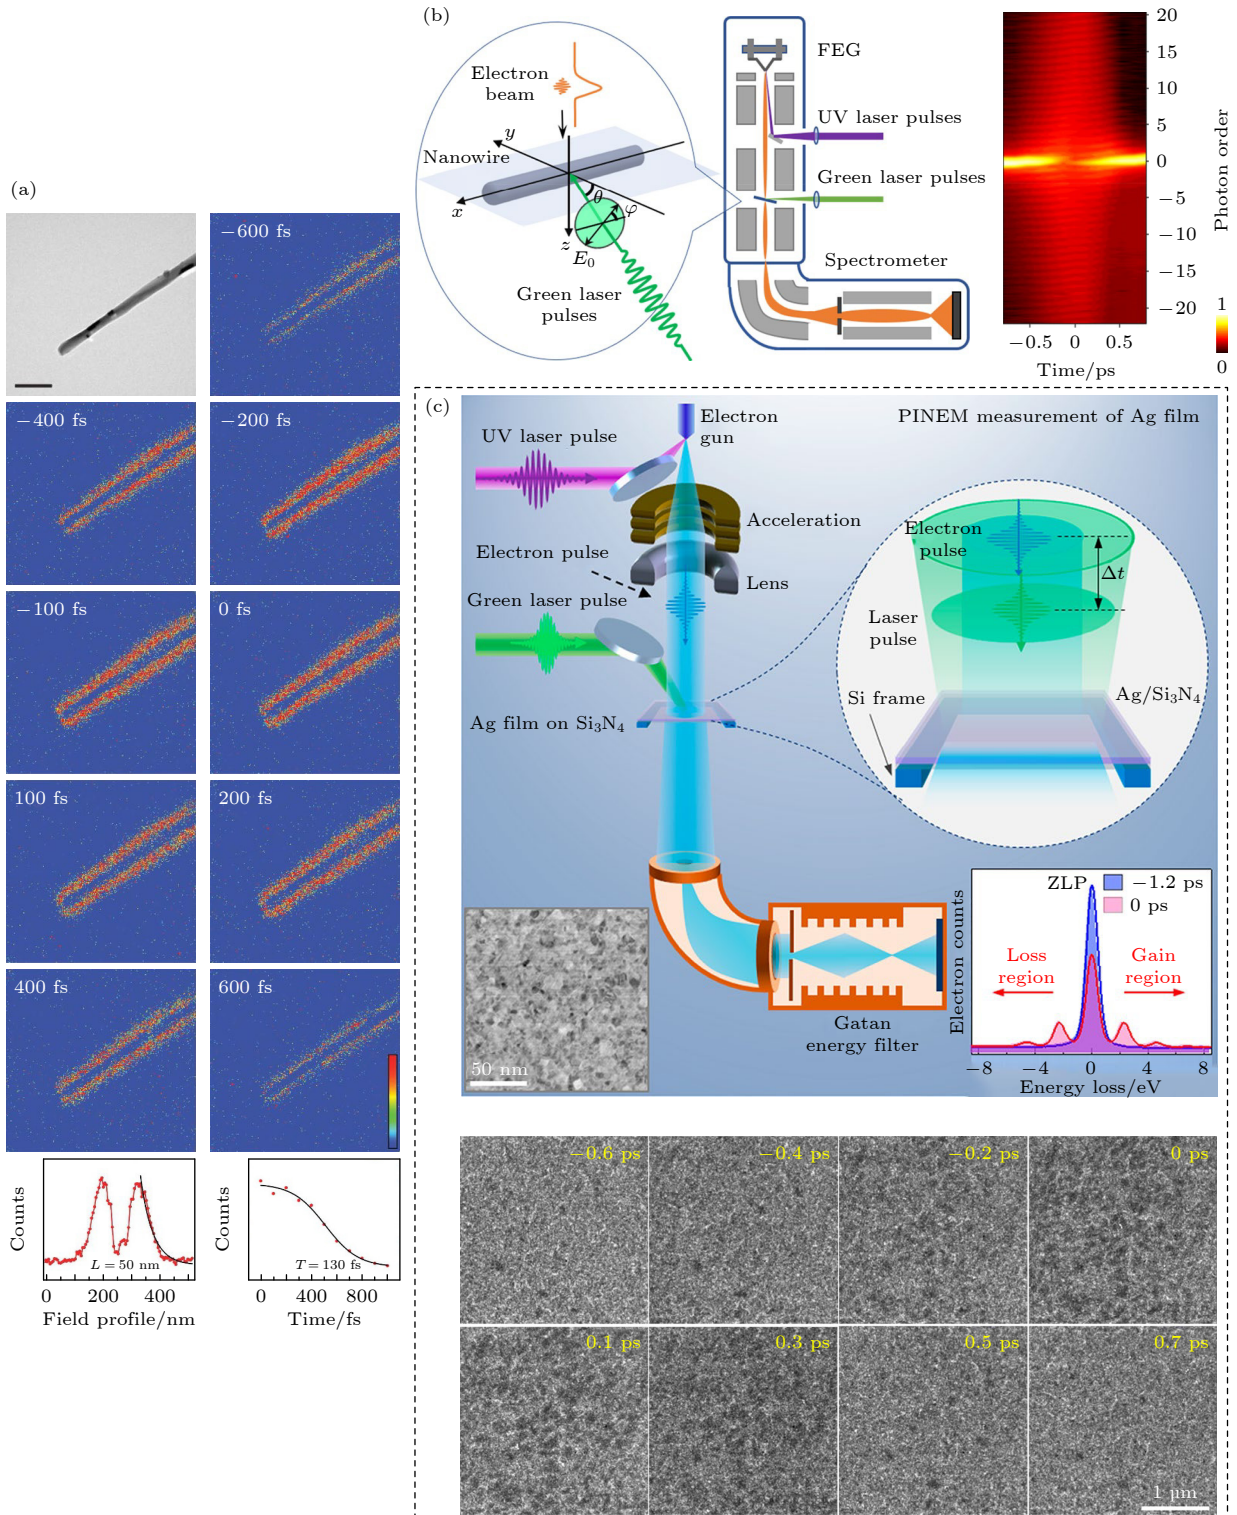 (a)
−600 fs
−400 fs
−200 fs
−100 fs
0 fs
100 fs
200 fs
400 fs
600 fs
Counts
L = 50 nm
0 200 400
Field profile/nm
Counts
T = 130 fs
0 400 800
Time/fs
(b)
Electron
beam
y
Nanowire
x
θ
φ
z
E0
Green laser
pulses
FEG
UV laser pulses
Green laser pulses
Spectrometer
20
15
10
5
0
−5
−10
−15
−20
Photon order
−0.5 0 0.5
Time/ps
1
0
(c)
Electron
gun
UV laser pulse
Acceleration
Electron pulse
Lens
Green laser pulse
Ag film on Si3N4
PINEM measurement of Ag film
Electron
pulse
Δt
Laser
pulse
Si frame
Ag/Si3N4
50 nm
Gatan
energy filter
Electron counts
ZLP
−1.2 ps
0 ps
Loss
region
Gain
region
−8 −4 0 4 8
Energy loss/eV
−0.6 ps
−0.4 ps
−0.2 ps
0 ps
0.1 ps
0.3 ps
0.5 ps
0.7 ps
1 μm